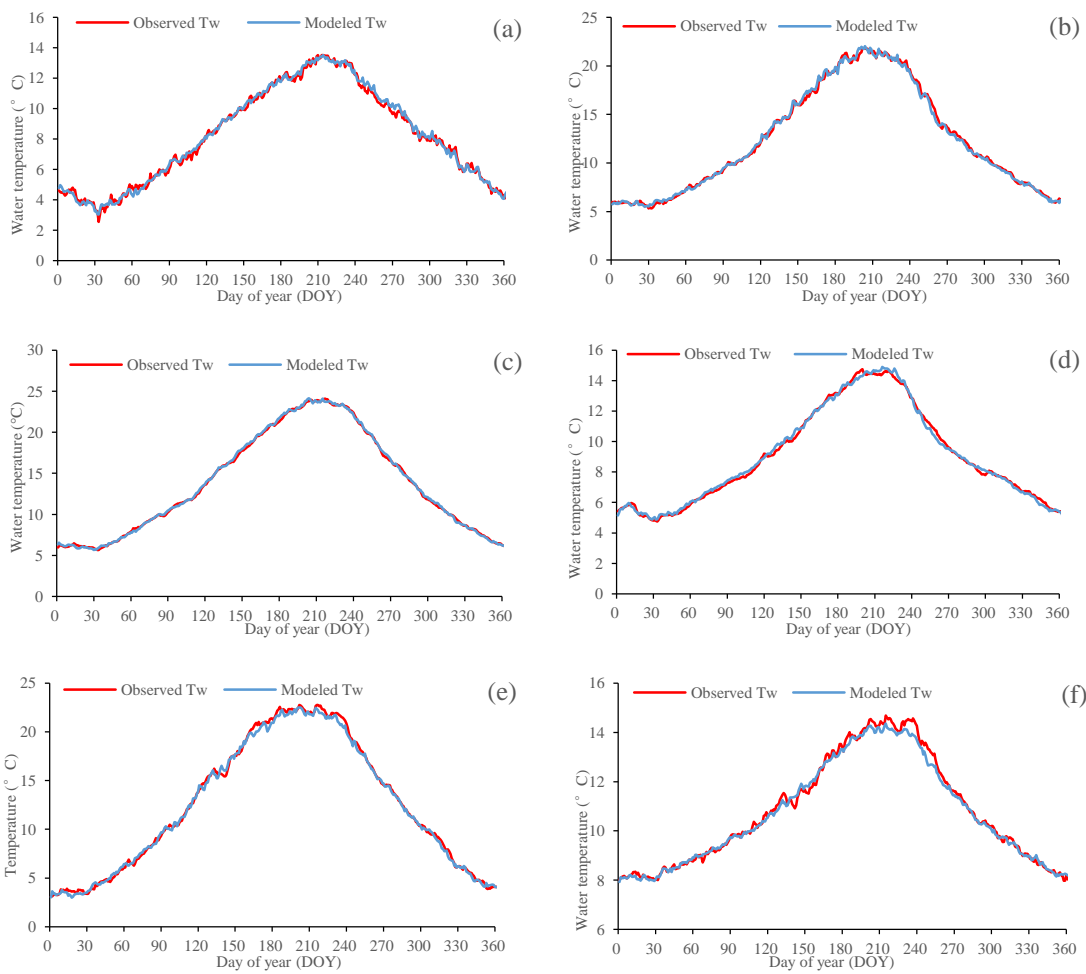 Observed Tw Modeled Tw (a)
Water temperature (° C)
16
14
12
10
8
6
4
2
0
0 30 60 90 120 150 180 210 240 270 300 330 360
Day of year (DOY)
Observed Tw Modeled Tw (b)
Water temperature (° C)
25
20
15
10
5
0
0 30 60 90 120 150 180 210 240 270 300 330 360
Day of year (DOY)
Observed Tw Modeled Tw (c)
Water temperature (°C)
30
25
20
15
10
5
0
0 30 60 90 120 150 180 210 240 270 300 330 360
Day of year (DOY)
Observed Tw Modeled Tw (d)
Water temperature (° C)
16
14
12
10
8
6
4
2
0
0 30 60 90 120 150 180 210 240 270 300 330 360
Day of year (DOY)
Observed Tw Modeled Tw (e)
Temperature (° C)
25
20
15
10
5
0
0 30 60 90 120 150 180 210 240 270 300 330 360
Day of year (DOY)
Observed Tw Modeled Tw (f)
Water temperature (° C)
16
14
12
10
8
6
0 30 60 90 120 150 180 210 240 270 300 330 360
Day of year (DOY)